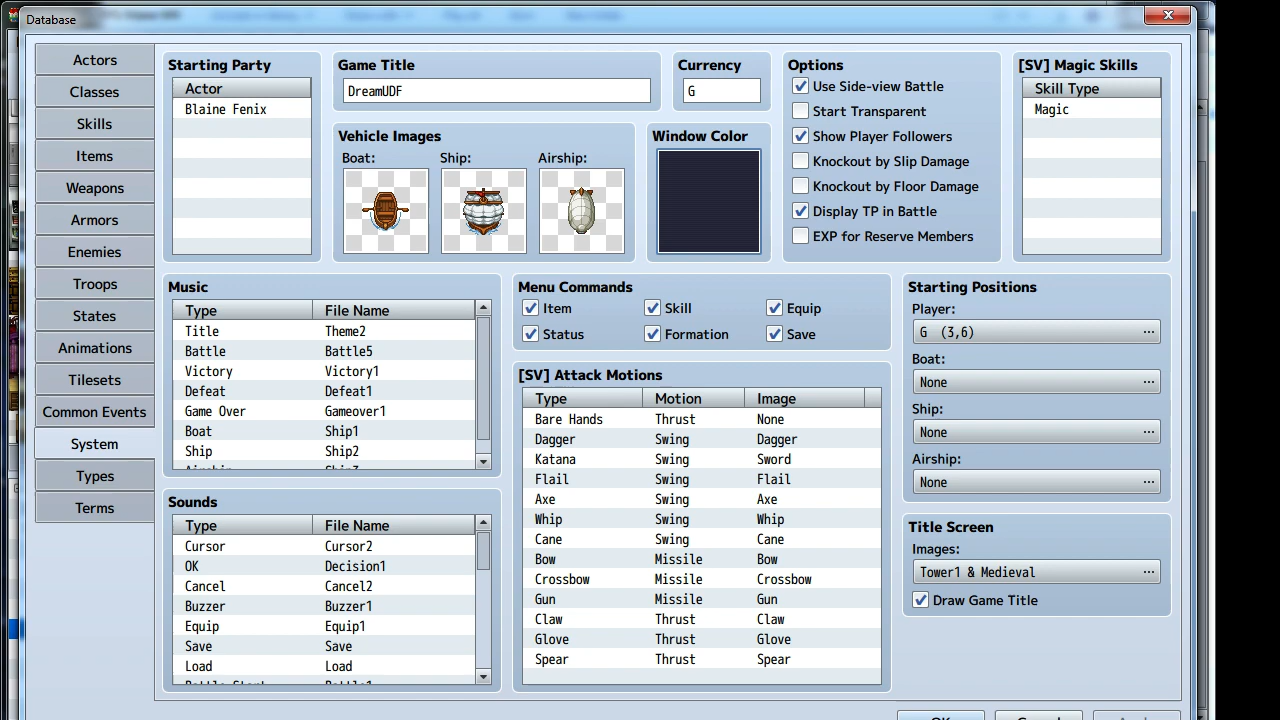 Database
Actors
Classes
Skills
Items
Weapons
Armors
Enemies
Troops
States
Animations
Tilesets
Common Events
System
Types
Terms
Starting Party
Actor
Blaine Fenix
Game Title
DreamUDF
Currency
G
Vehicle Images
Boat:
Ship:
Airship:
Window Color
Options
Use Side-view Battle
Start Transparent
Show Player Followers
Knockout by Slip Damage
Knockout by Floor Damage
Display TP in Battle
EXP for Reserve Members
[SV] Magic Skills
Skill Type
Magic
Music
Type File Name
Title Theme2
Battle Battle5
Victory Victory1
Defeat Defeat1
Game Over Gameover1
Boat Ship1
Ship Ship2
Airship Ship3
Sounds
Type File Name
Cursor Cursor2
OK Decision1
Cancel Cancel2
Buzzer Buzzer1
Equip Equip1
Save Save
Load Load
Menu Commands
Item Skill Equip
Status Formation Save
[SV] Attack Motions
Type Motion Image
Bare Hands Thrust None
Dagger Swing Dagger
Katana Swing Sword
Flail Swing Flail
Axe Swing Axe
Whip Swing Whip
Cane Swing Cane
Bow Missile Bow
Crossbow Missile Crossbow
Gun Missile Gun
Claw Thrust Claw
Glove Thrust Glove
Spear Thrust Spear
Starting Positions
Player:
G (3,6) ...
Boat:
None ...
Ship:
None ...
Airship:
None ...
Title Screen
Images:
Tower1 & Medieval ...
Draw Game Title